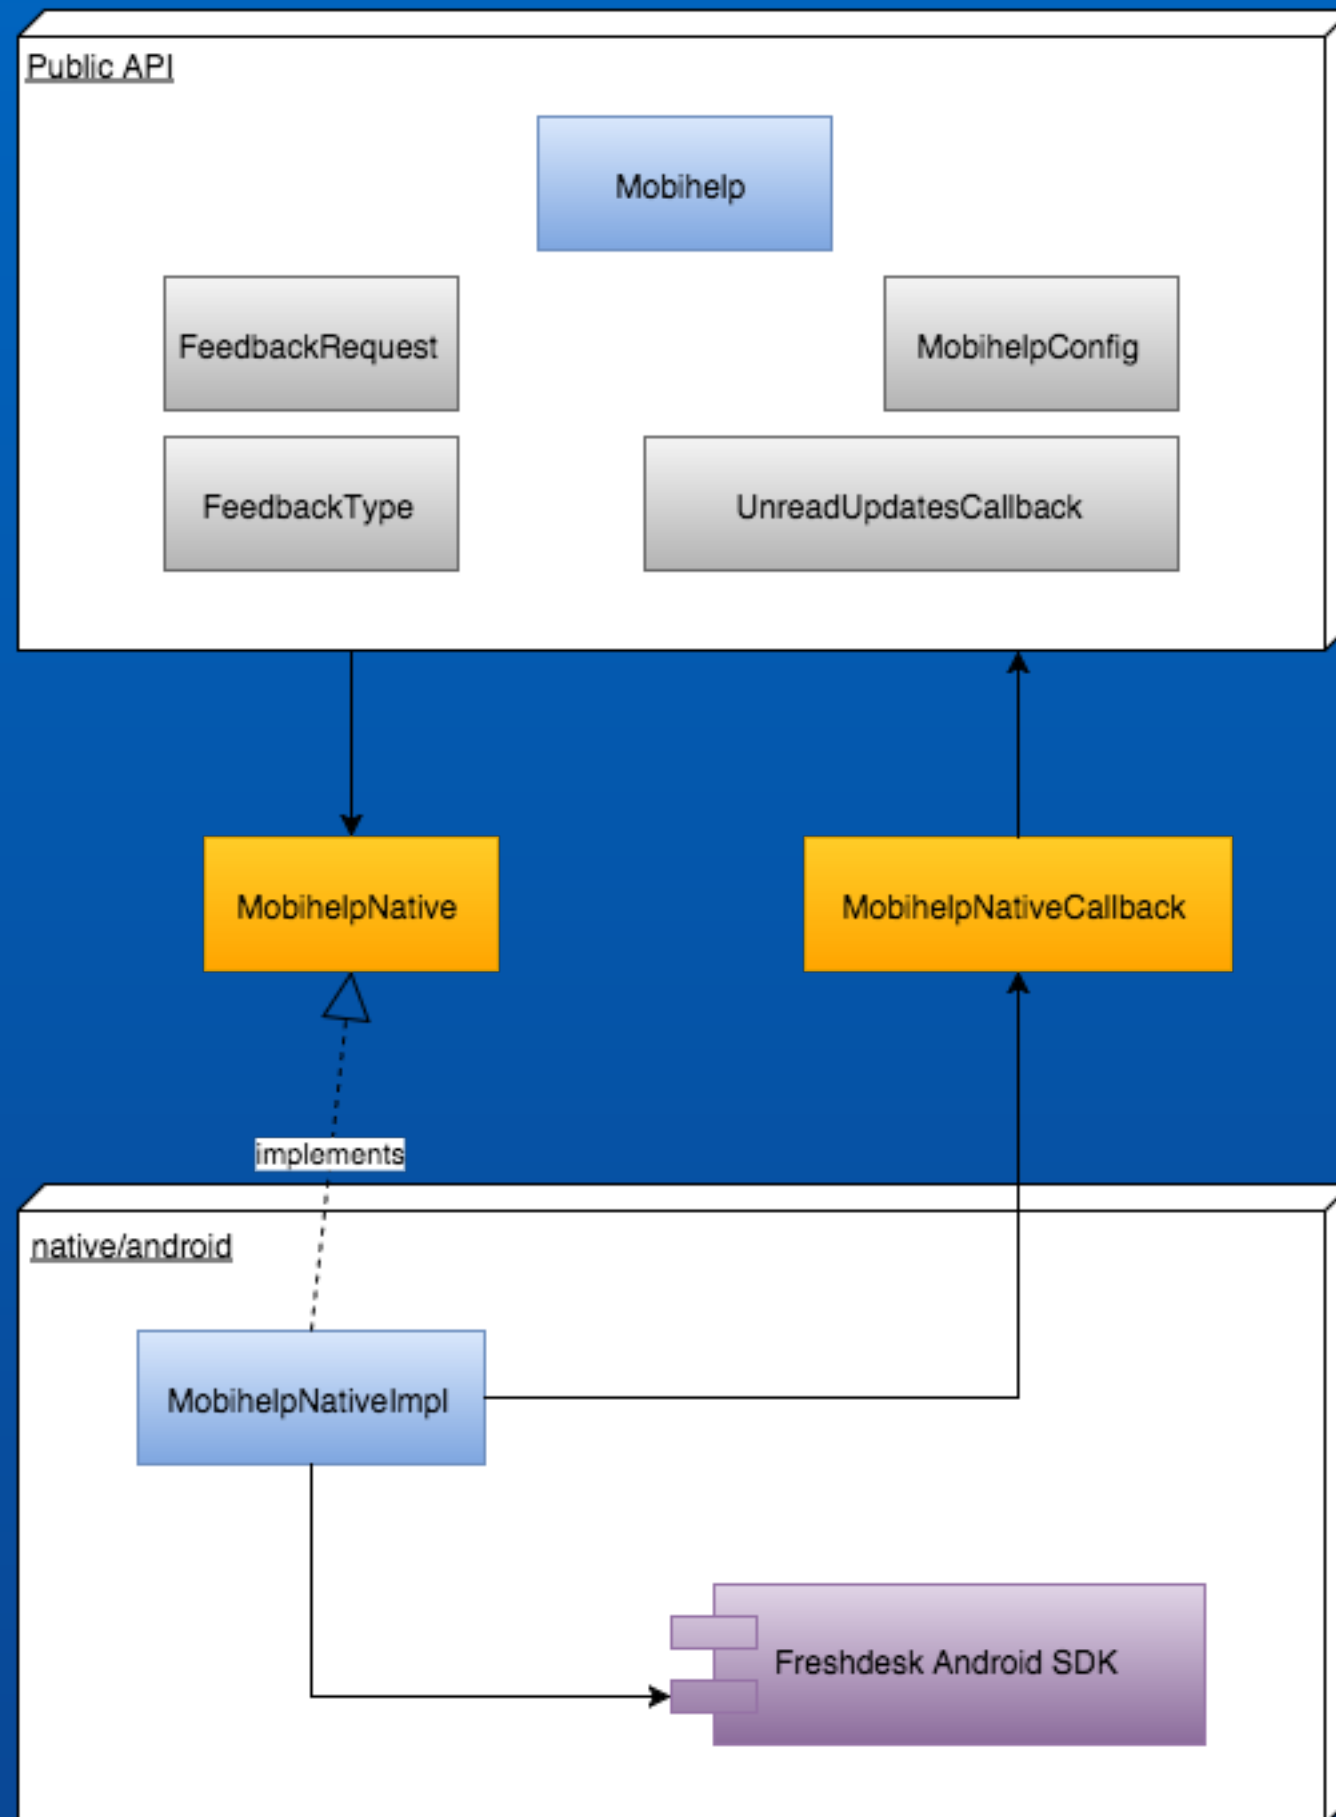 Public API
Mobihelp
FeedbackRequest
MobihelpConfig
FeedbackType
UnreadUpdatesCallback
MobihelpNative
MobihelpNativeCallback
implements
native/android
MobihelpNativeImpl
Freshdesk Android SDK